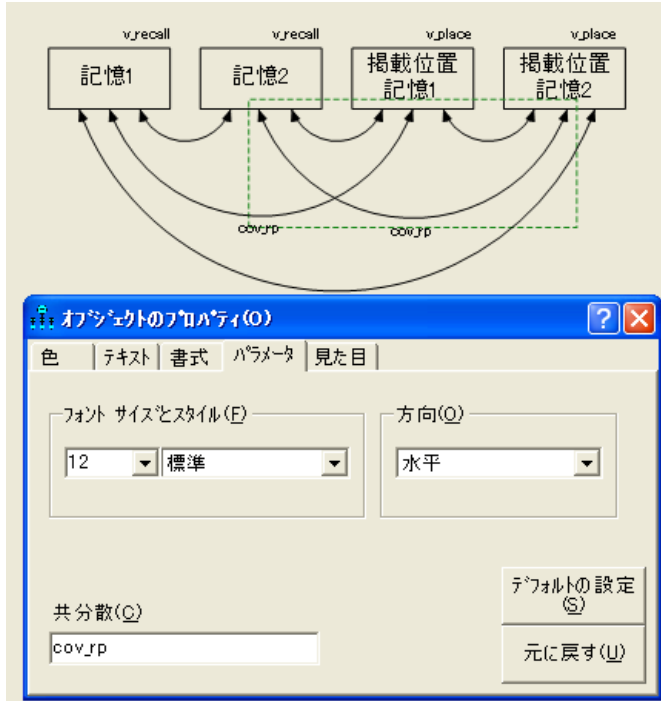 v_recall
v_recall
v_place
v_place
記憶1
記憶2
掲載位置
記憶1
掲載位置
記憶2
cov_rp
cov_rp
オブジェクトのプロパティ(O)
色
テキスト
書式
パラメータ
見た目
フォント サイズとスタイル(F)
方向(O)
12
標準
水平
共分散(C)
cov_rp
デフォルトの設定
(S)
元に戻す(U)